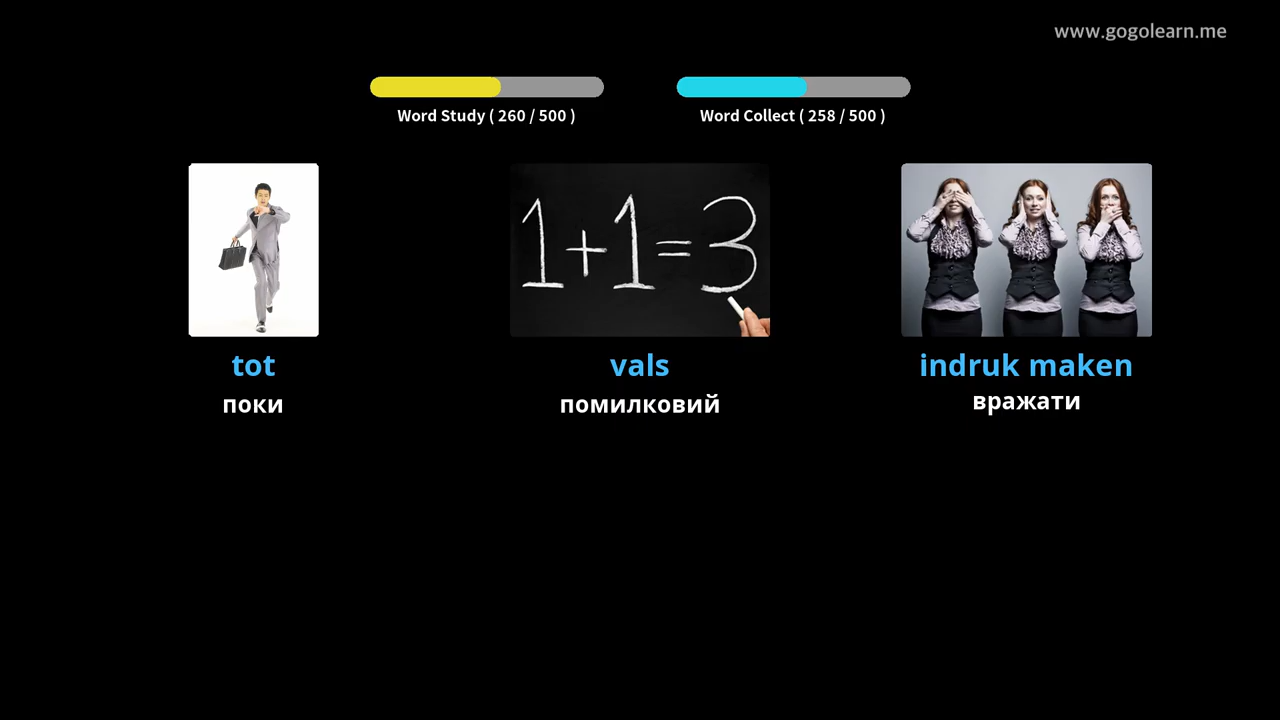 www.gogolearn.me
Word Study ( 260 / 500 )
Word Collect ( 258 / 500 )
1+1=3
tot
vals
indruk maken
поки
помилковий
вражати